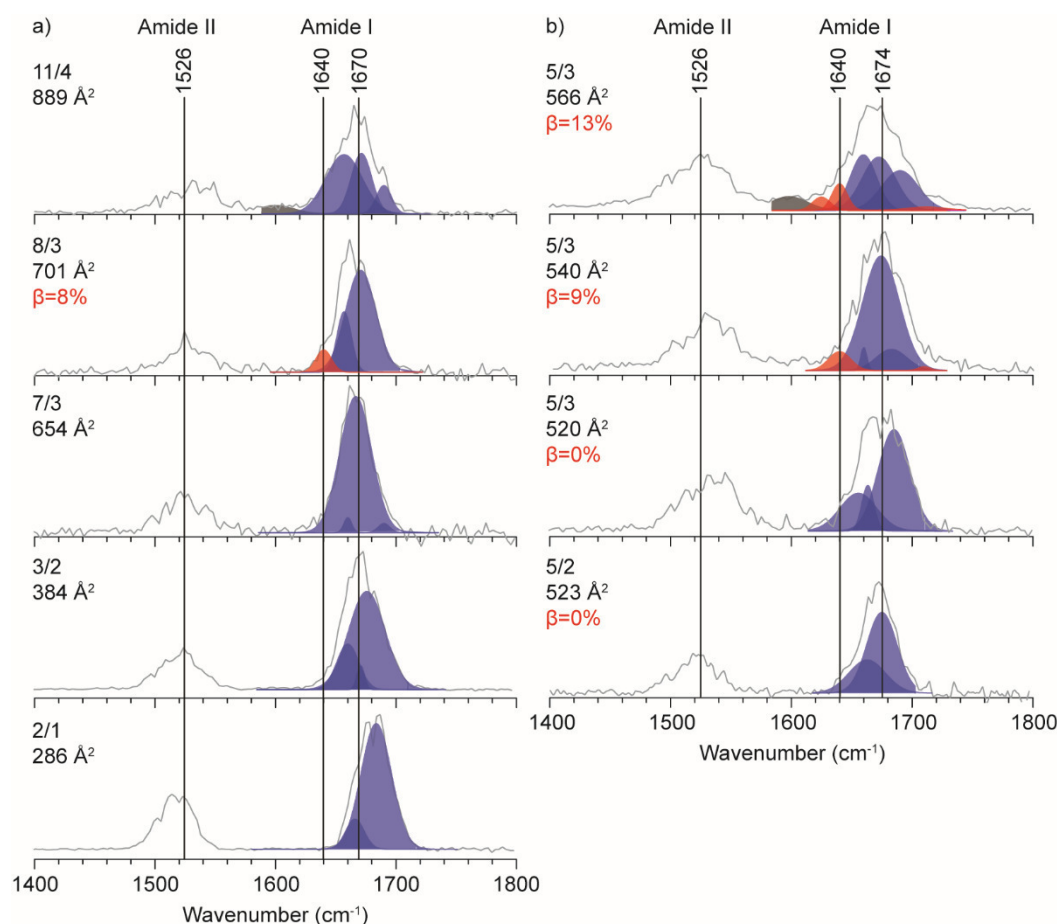 a)
Amide II
Amide I
1526
1640
1670
11/4
889 Å²
8/3
701 Å²
β=8%
7/3
654 Å²
3/2
384 Å²
2/1
286 Å²
1400
1500
1600
1700
1800
Wavenumber (cm⁻¹)
b)
Amide II
Amide I
1526
1640
1674
5/3
566 Å²
β=13%
5/3
540 Å²
β=9%
5/3
520 Å²
β=0%
5/2
523 Å²
β=0%
1400
1500
1600
1700
1800
Wavenumber (cm⁻¹)